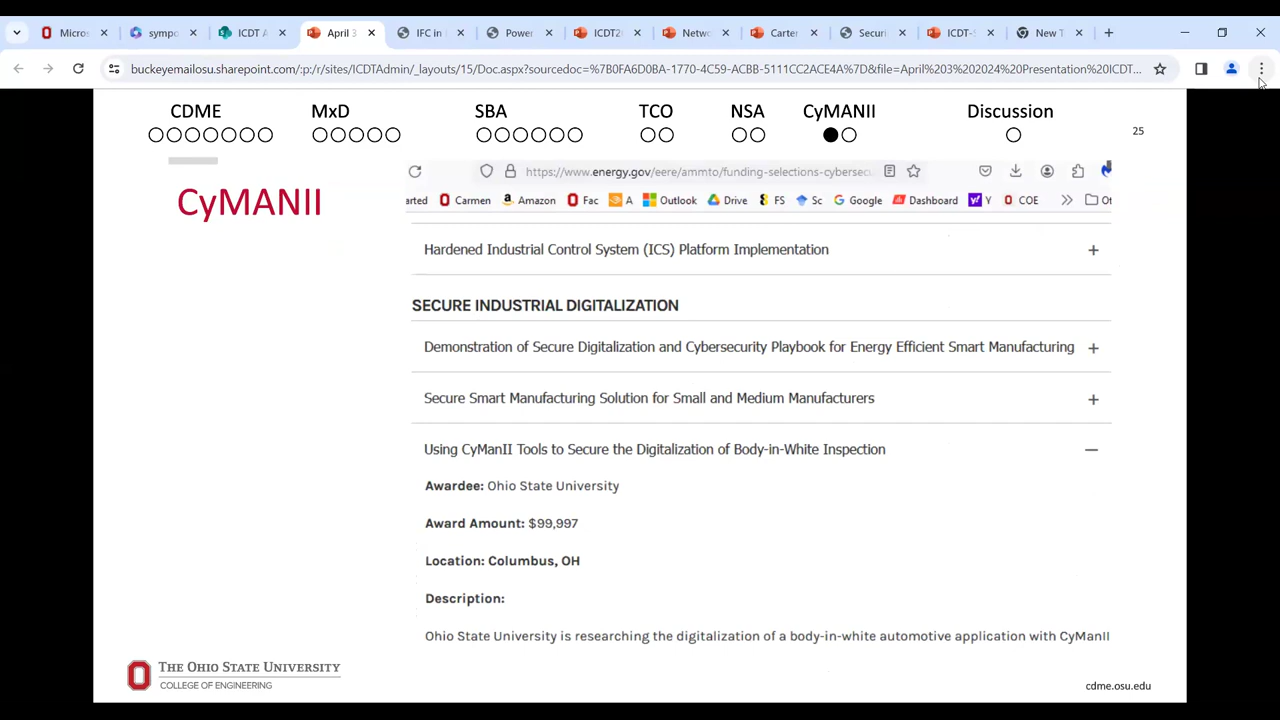 Micros
sympo
ICDT A
April 3
IFC in
Power
ICDT2
Netw
Carter
Securi
ICDT-
New T
buckeyemailosu.sharepoint.com/:p:/r/sites/ICDTAdmin/_layouts/15/Doc.aspx?sourcedoc=%7B0FA6D0BA-1770-4C59-ACBB-5111CC2ACE4A%7D&file=April%203%202024%20Presentation%20ICDT...
CDME MxD SBA TCO NSA CyMANII Discussion
25
CyMANII
https://www.energy.gov/eere/ammto/funding-selections-cybersecu
arted Carmen Amazon Fac A Outlook Drive FS Sc Google Dashboard Y COE Ot
Hardened Industrial Control System (ICS) Platform Implementation
SECURE INDUSTRIAL DIGITALIZATION
Demonstration of Secure Digitalization and Cybersecurity Playbook for Energy Efficient Smart Manufacturing
Secure Smart Manufacturing Solution for Small and Medium Manufacturers
Using CyManII Tools to Secure the Digitalization of Body-in-White Inspection
Awardee: Ohio State University
Award Amount: $99,997
Location: Columbus, OH
Description:
Ohio State University is researching the digitalization of a body-in-white automotive application with CyManII
THE OHIO STATE UNIVERSITY
COLLEGE OF ENGINEERING
cdme.osu.edu